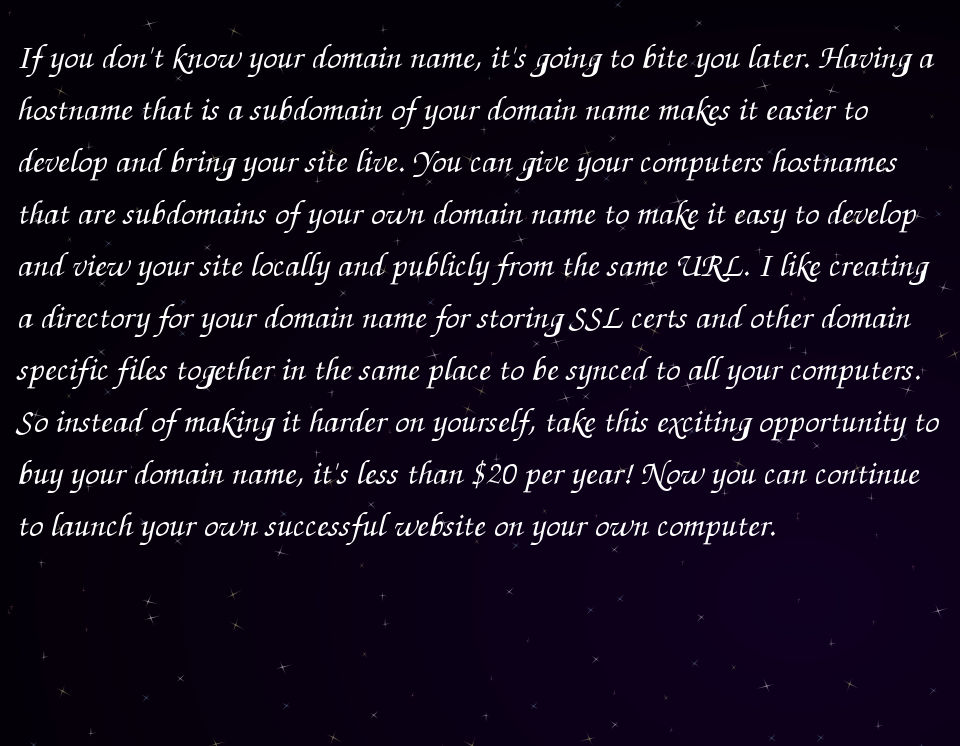 If you don't know your domain name, it's going to bite you later. Having a
hostname that is a subdomain of your domain name makes it easier to
develop and bring your site live. You can give your computers hostnames
that are subdomains of your own domain name to make it easy to develop
and view your site locally and publicly from the same URL. I like creating
a directory for your domain name for storing SSL certs and other domain
specific files together in the same place to be synced to all your computers.
So instead of making it harder on yourself, take this exciting opportunity to
buy your domain name, it's less than $20 per year! Now you can continue
to launch your own successful website on your own computer.